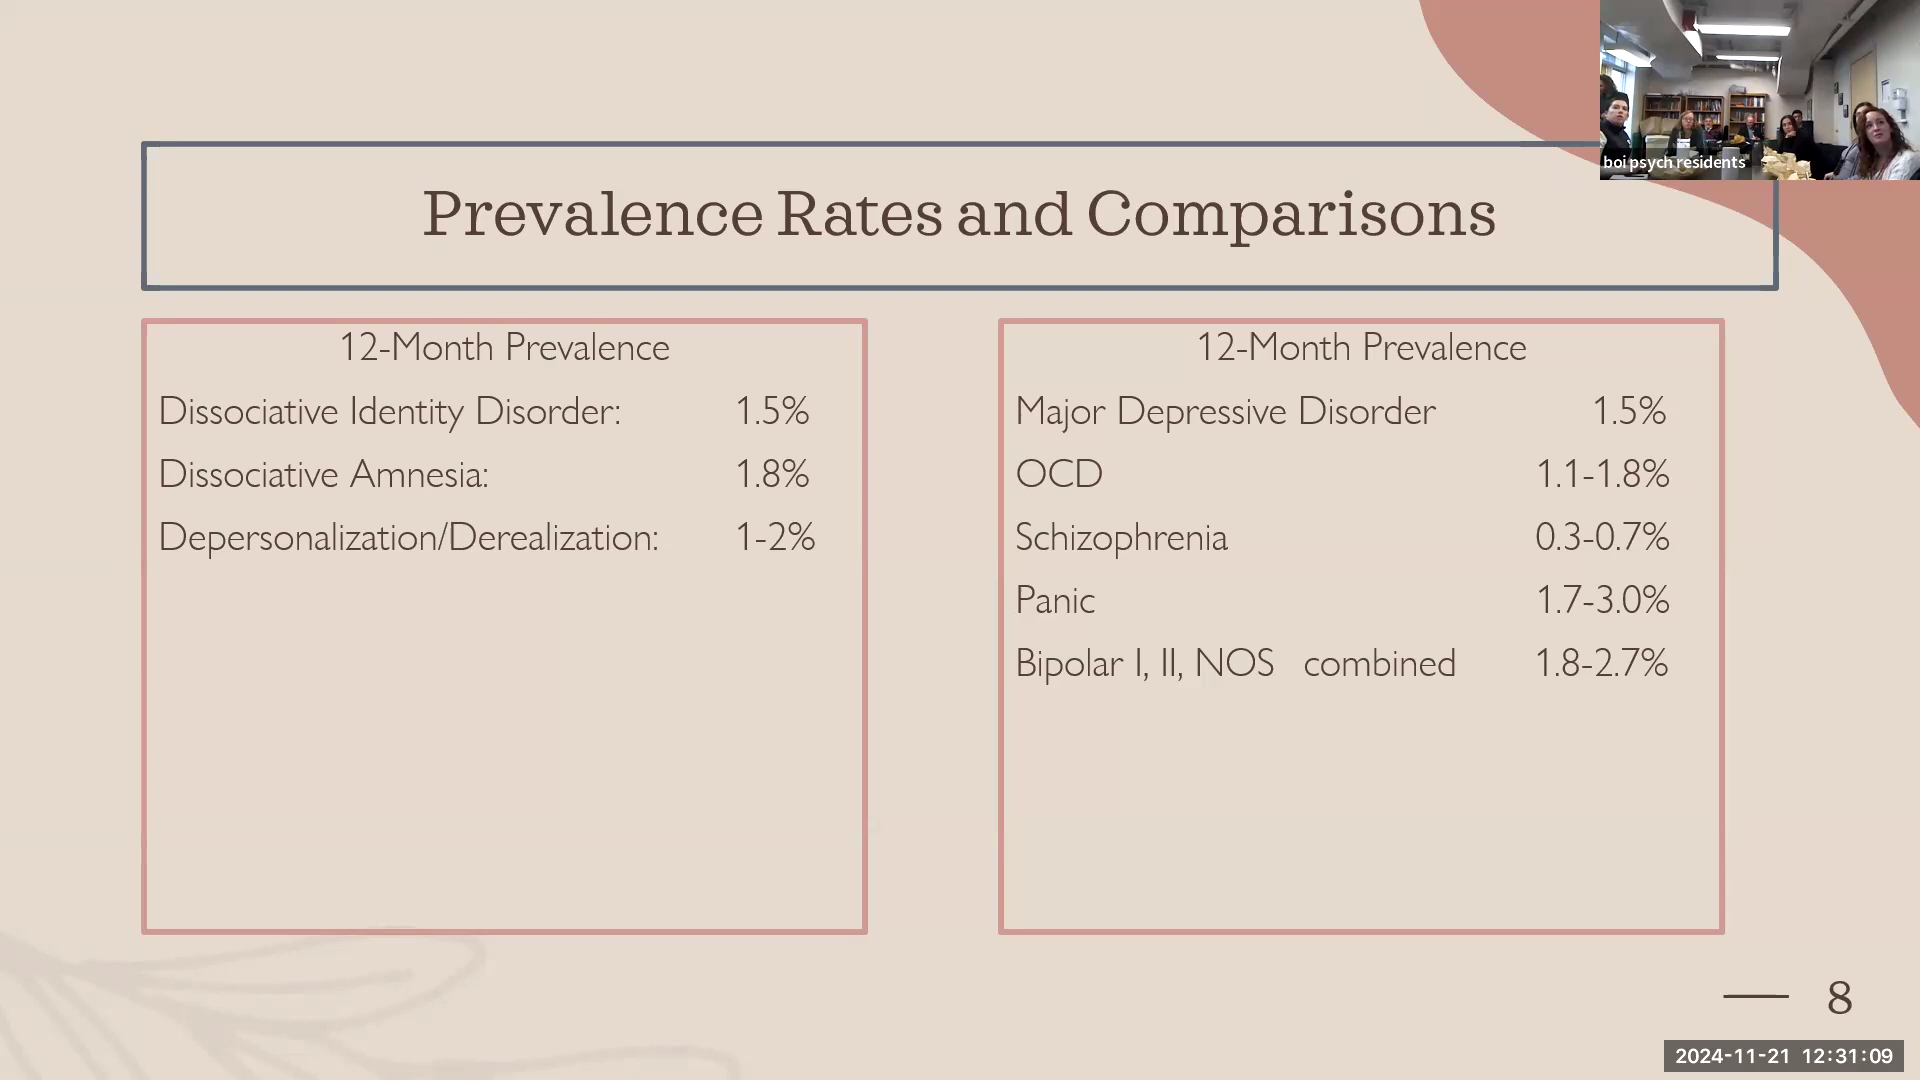 boi psych residents
Prevalence Rates and Comparisons
12-Month Prevalence
Dissociative Identity Disorder: 1.5%
Dissociative Amnesia: 1.8%
Depersonalization/Derealization: 1-2%
12-Month Prevalence
Major Depressive Disorder 1.5%
OCD 1.1-1.8%
Schizophrenia 0.3-0.7%
Panic 1.7-3.0%
Bipolar I, II, NOS combined 1.8-2.7%
8
2024-11-21 12:31:09